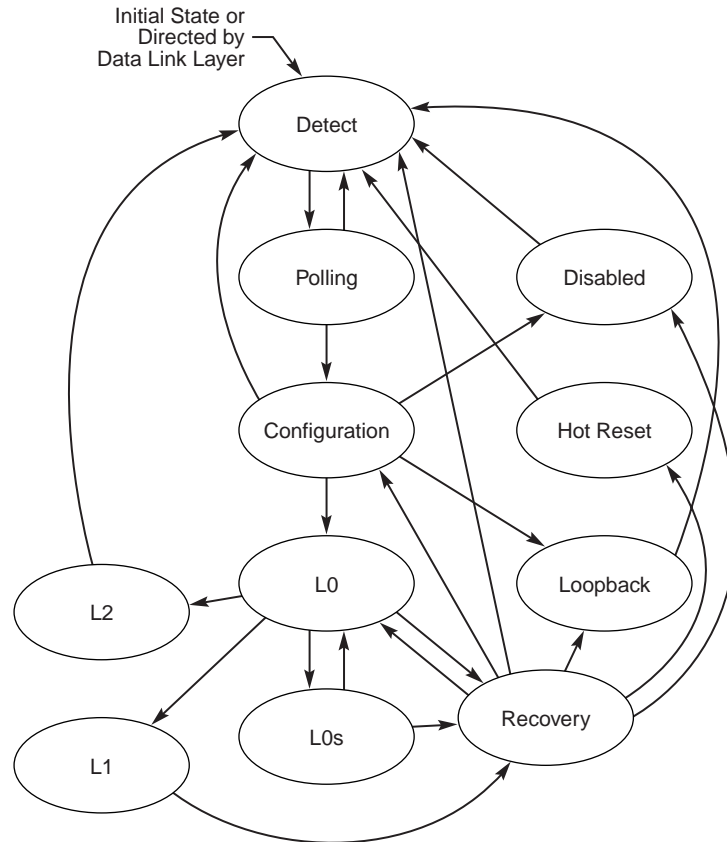 Initial State or
Directed by
Data Link Layer
Detect
Polling
Disabled
Configuration
Hot Reset
L0
Loopback
L2
L0s
Recovery
L1